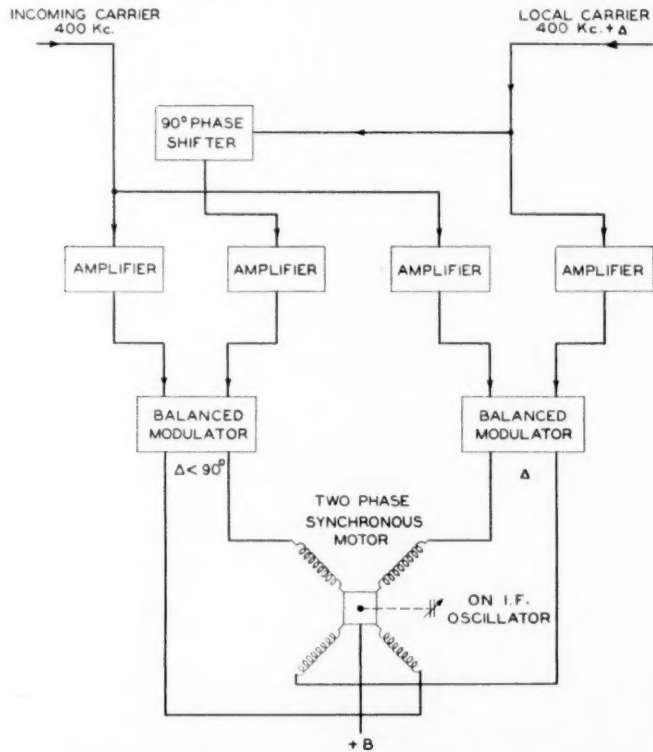 INCOMING CARRIER
400 Kc.
LOCAL CARRIER
400 Kc. + Δ
90° PHASE
SHIFTER
AMPLIFIER
AMPLIFIER
AMPLIFIER
AMPLIFIER
BALANCED
MODULATOR
BALANCED
MODULATOR
Δ < 90°
Δ
TWO PHASE
SYNCHRONOUS
MOTOR
ON I.F.
OSCILLATOR
+ B